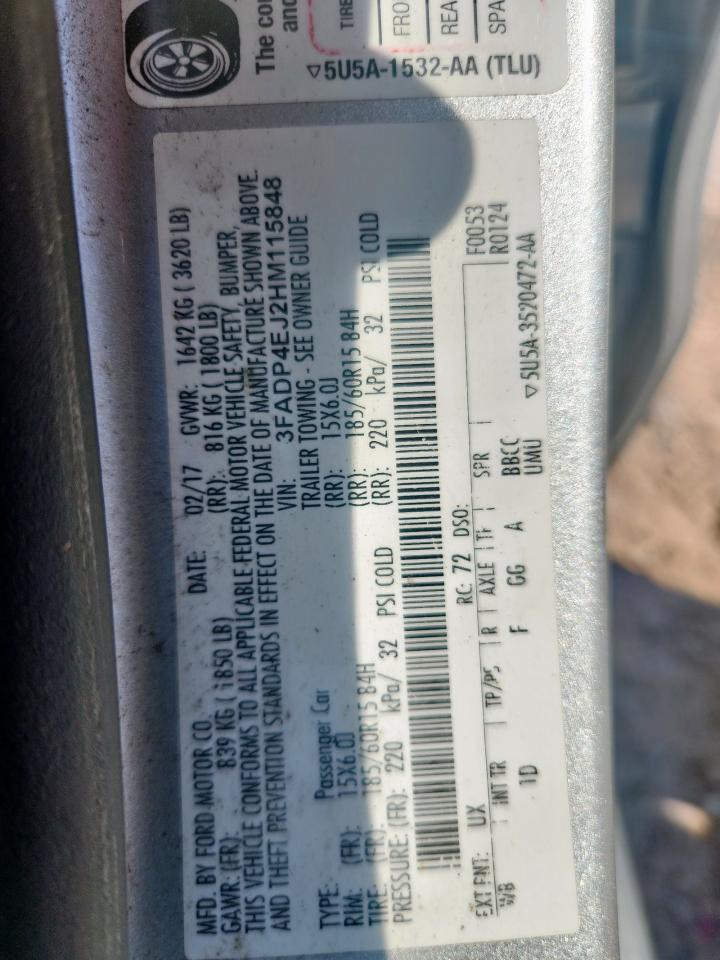 The co
and
TIRE
FRO
REA
SPA
▽5U5A-1532-AA (TLU)
MFD. BY FORD MOTOR CO. DATE: 02/17 GVWR: 1642 KG ( 3620 LB)
GAWR: (FR): 839 KG ( 1850 LB) (RR): 816 KG ( 1800 LB)
THIS VEHICLE CONFORMS TO ALL APPLICABLE FEDERAL MOTOR VEHICLE SAFETY, BUMPER,
AND THEFT PREVENTION STANDARDS IN EFFECT ON THE DATE OF MANUFACTURE SHOWN ABOVE.
VIN: 3FADP4EJ2HM115848
TYPE: Passenger Car TRAILER TOWING - SEE OWNER GUIDE
RIM: (FR): 15X6.0J (RR): 15X6.0J
TIRE: (FR): 185/60R15 84H (RR): 185/60R15 84H
PRESSURE: (FR): 220 kPa/ 32 PSI COLD (RR): 220 kPa/ 32 PSI COLD
RC: 72 DSO:
EXT PNT: UX F0053
WB INT TR TP/PS R AXLE TR SPR R0124
1D F GG A BBCC
UMU
▽5U5A-3520472-AA